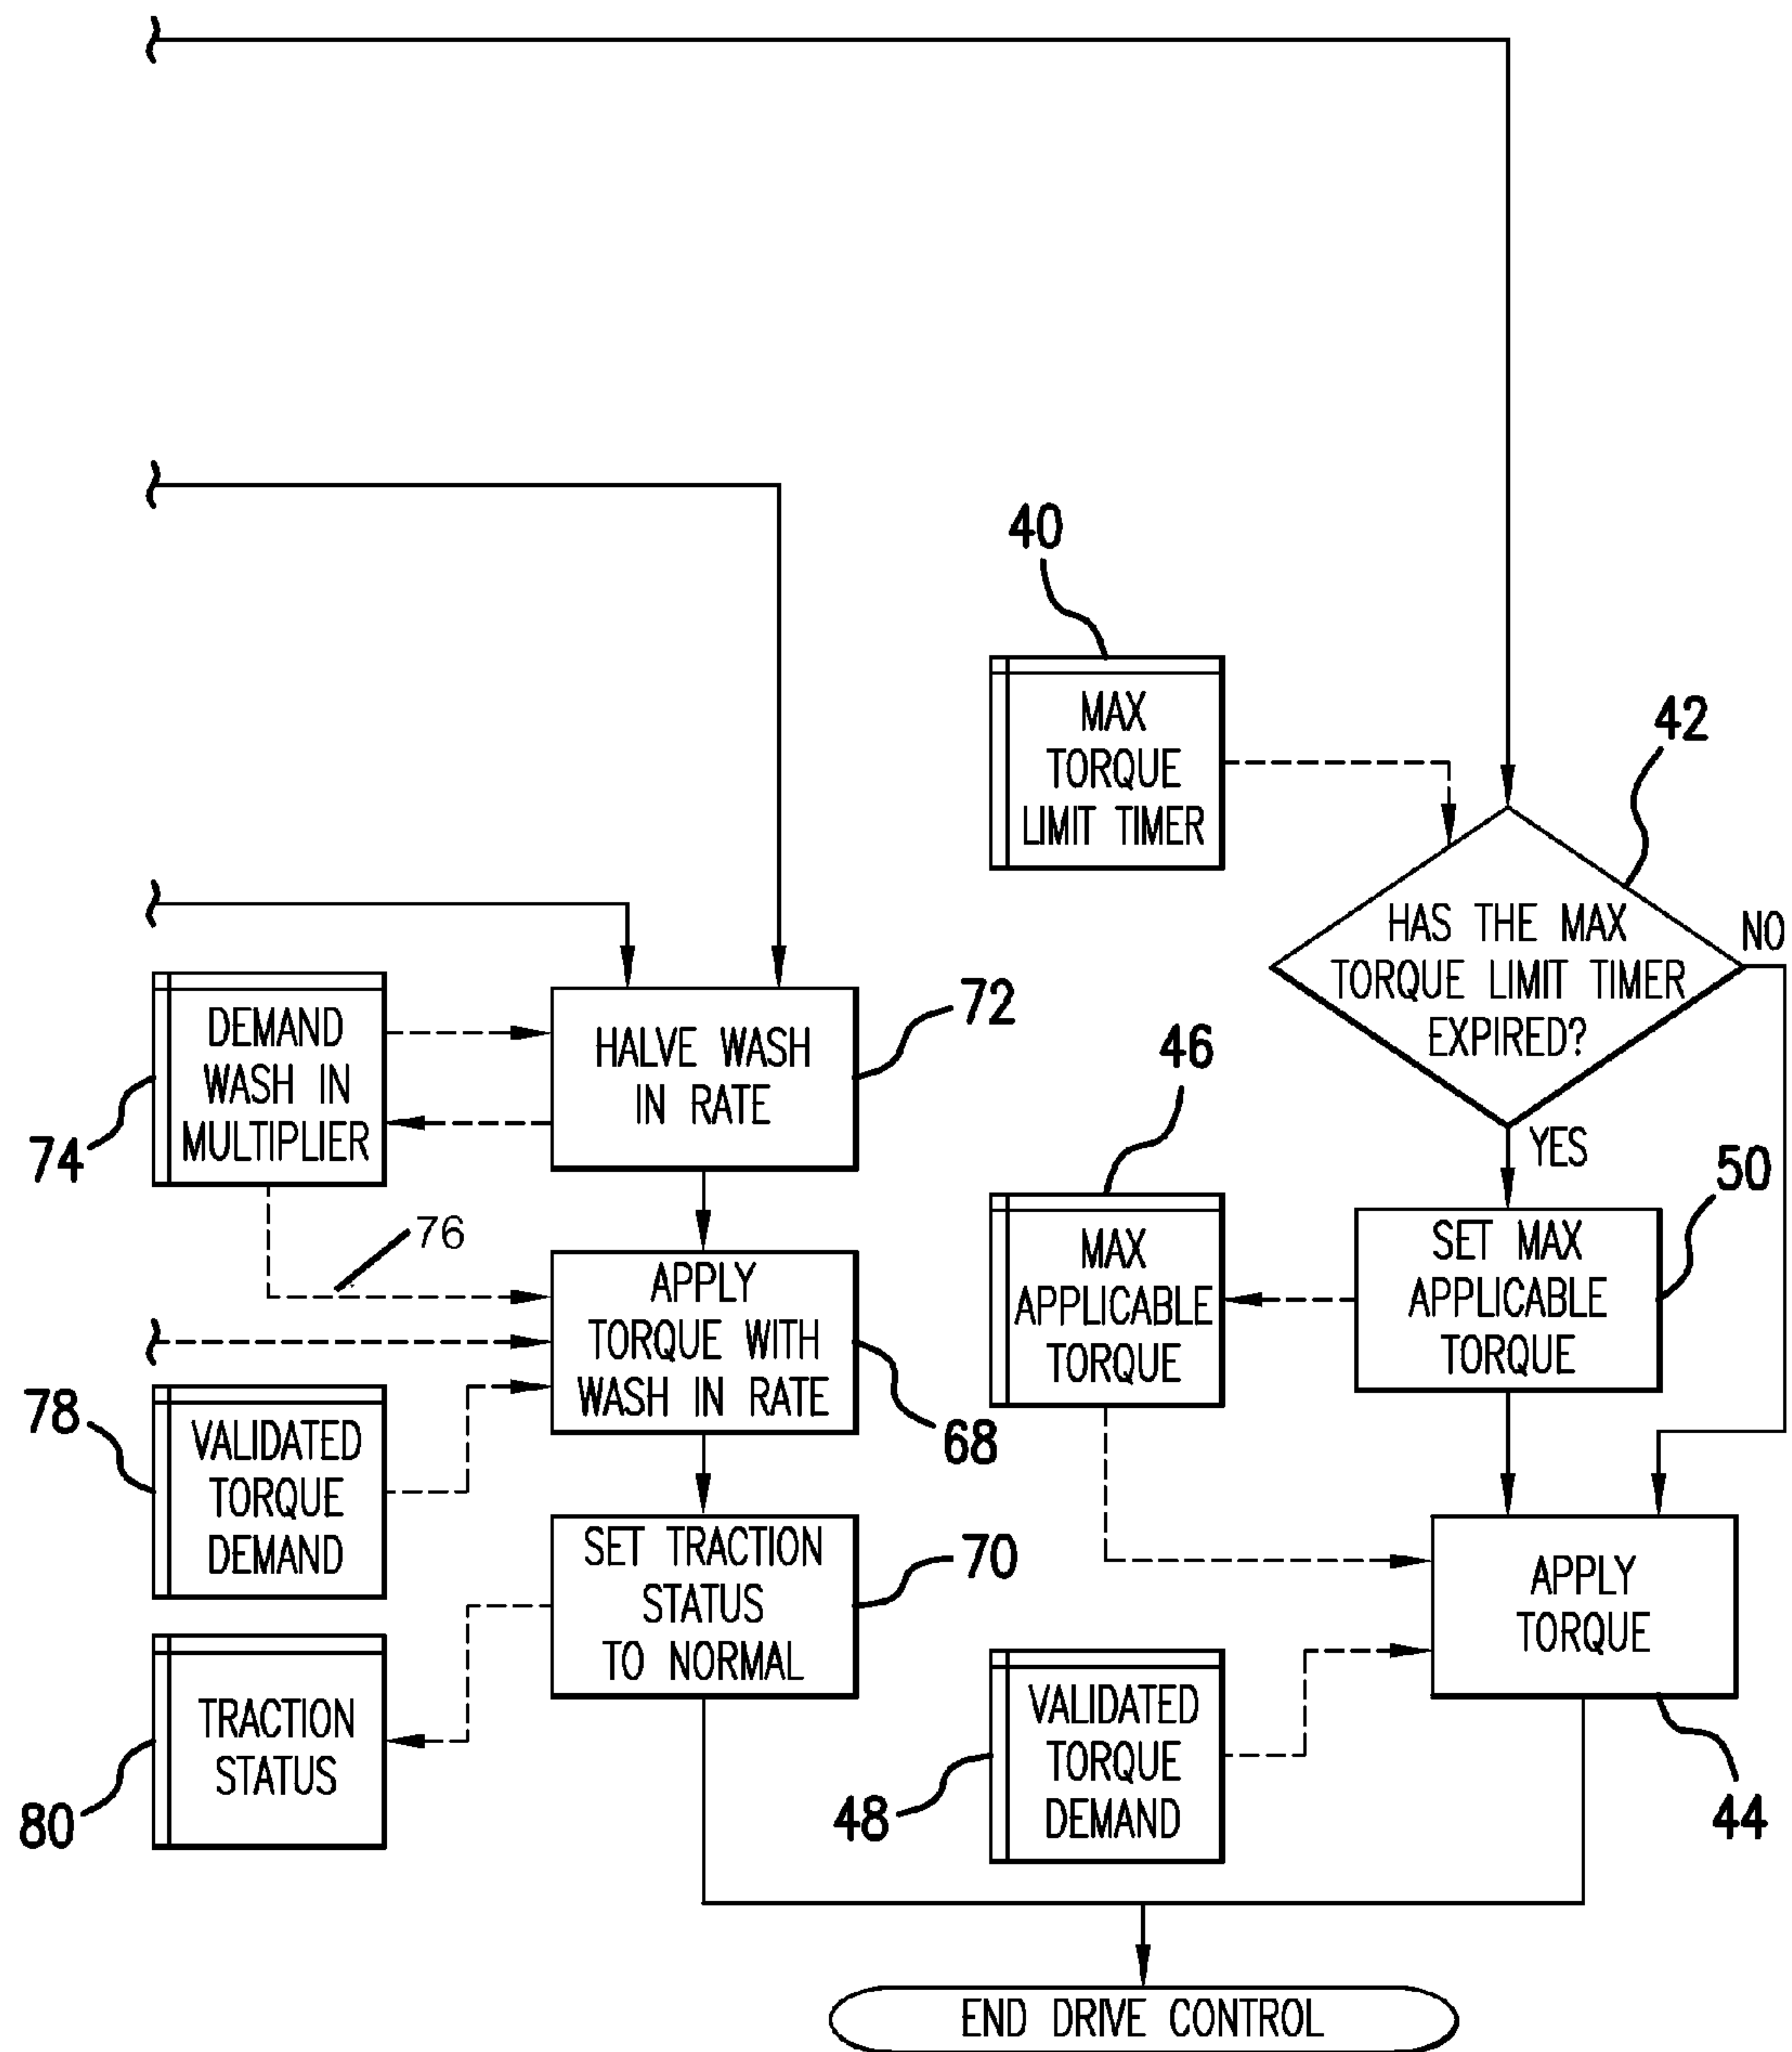 40
MAX
TORQUE
LIMIT TIMER
42
HAS THE MAX
TORQUE LIMIT TIMER
EXPIRED?
NO
YES
74
DEMAND
WASH IN
MULTIPLIER
HALVE WASH
IN RATE
72
76
46
MAX
APPLICABLE
TORQUE
50
SET MAX
APPLICABLE
TORQUE
APPLY
TORQUE WITH
WASH IN RATE
68
78
VALIDATED
TORQUE
DEMAND
SET TRACTION
STATUS
TO NORMAL
70
80
TRACTION
STATUS
48
VALIDATED
TORQUE
DEMAND
APPLY
TORQUE
44
END DRIVE CONTROL